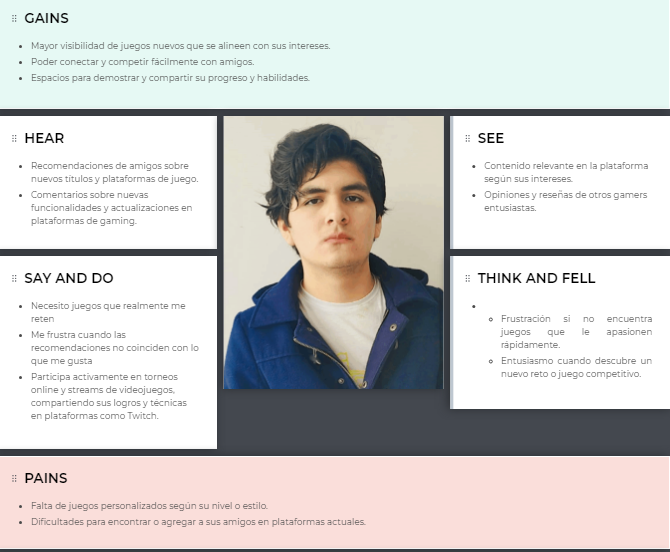 GAINS
Mayor visibilidad de juegos nuevos que se alineen con sus intereses.
Poder conectar y competir fácilmente con amigos.
Espacios para demostrar y compartir su progreso y habilidades.
HEAR
Recomendaciones de amigos sobre
nuevos títulos y plataformas de juego.
Comentarios sobre nuevas
funcionalidades y actualizaciones en
plataformas de gaming.
SEE
Contenido relevante en la plataforma
según sus intereses.
Opiniones y reseñas de otros gamers
entusiastas.
SAY AND DO
Necesito juegos que realmente me
reten
Me frustra cuando las
recomendaciones no coinciden con lo
que me gusta
Participa activamente en torneos
online y streams de videojuegos,
compartiendo sus logros y técnicas
en plataformas como Twitch.
THINK AND FELL
Frustración si no encuentra
juegos que le apasionen
rápidamente.
Entusiasmo cuando descubre un
nuevo reto o juego competitivo.
PAINS
Falta de juegos personalizados según su nivel o estilo.
Dificultades para encontrar o agregar a sus amigos en plataformas actuales.